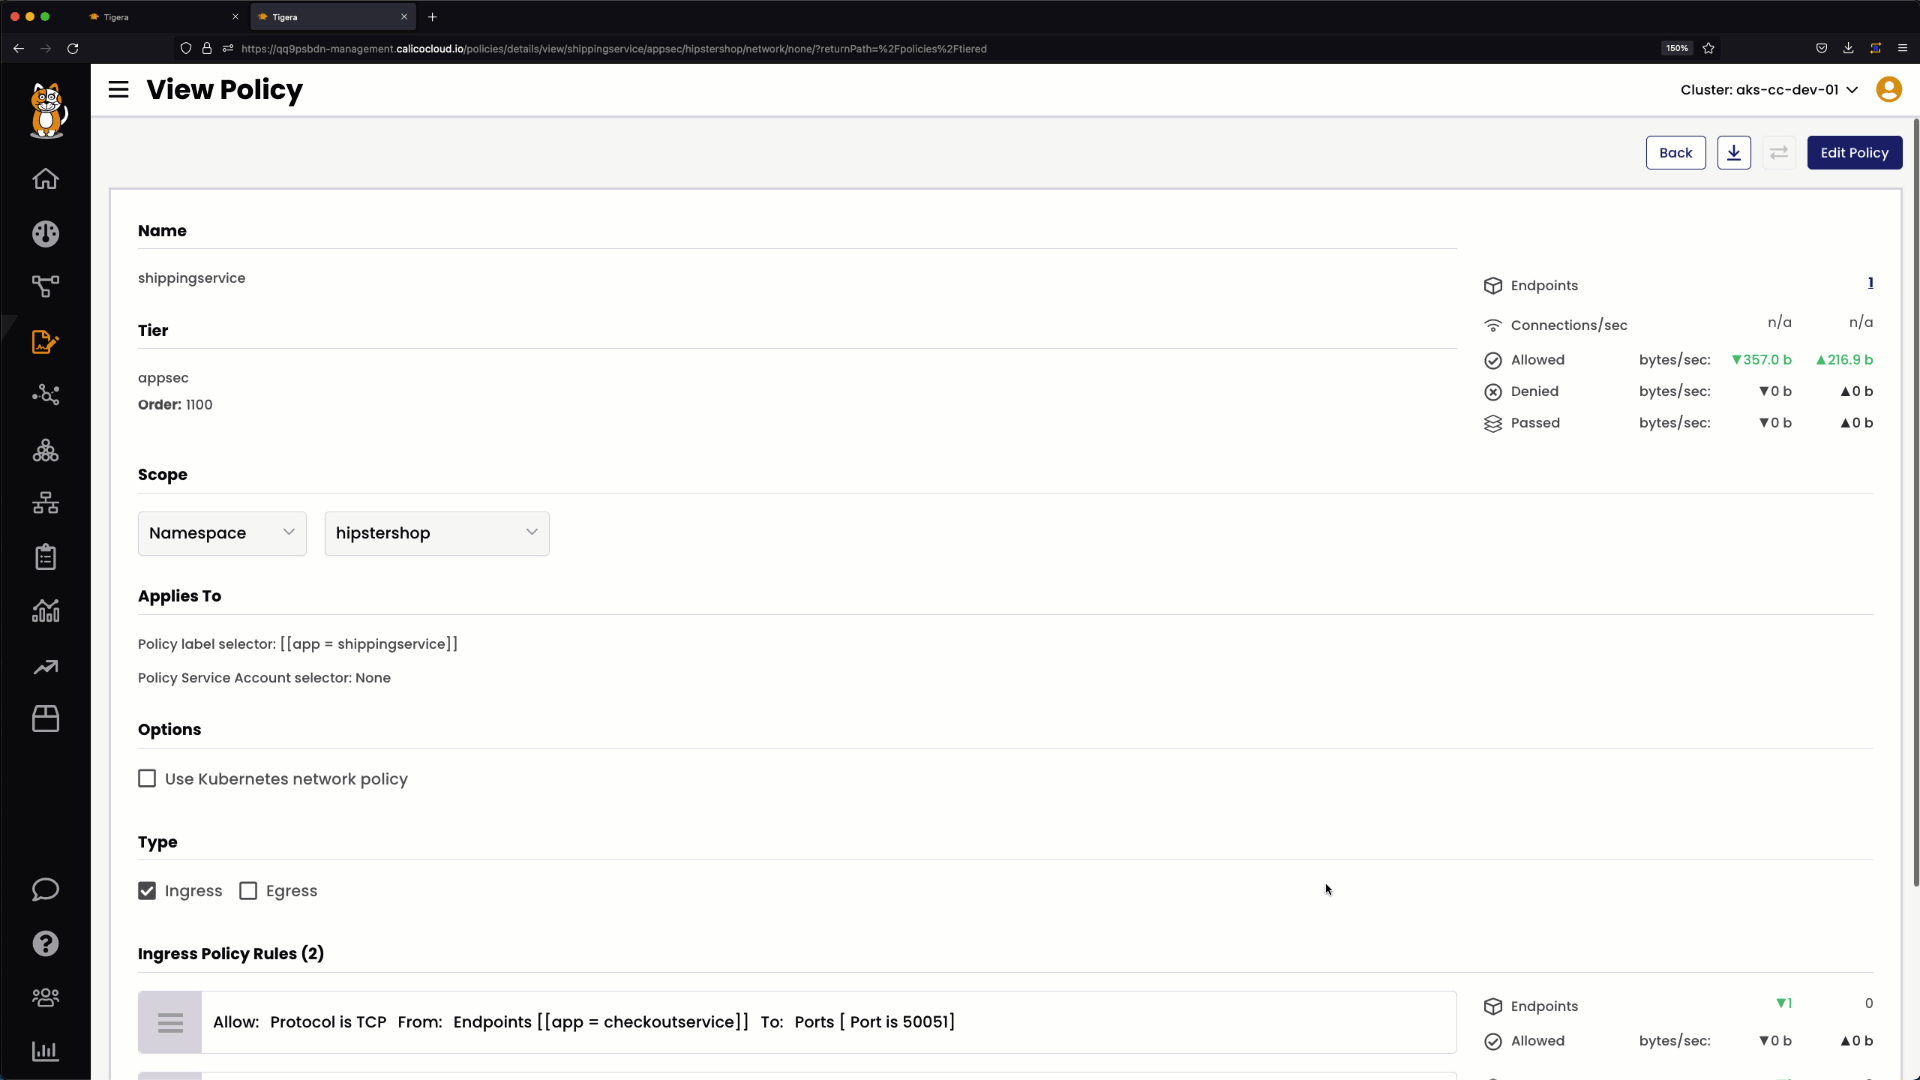 Tigera
Tigera
https://qq9psbdn-management.calicocloud.io/policies/details/view/shippingservice/appsec/hipstershop/network/none/?returnPath=%2Fpolicies%2Ftiered
150%
View Policy
Cluster: aks-cc-dev-01
Back
Edit Policy
Name
shippingservice
Endpoints 1
Tier
Connections/sec n/a n/a
Allowed bytes/sec: ▼357.0 b ▲216.9 b
appsec
Denied bytes/sec: ▼0 b ▲0 b
Order: 1100
Passed bytes/sec: ▼0 b ▲0 b
Scope
Namespace hipstershop
Applies To
Policy label selector: [[app = shippingservice]]
Policy Service Account selector: None
Options
Use Kubernetes network policy
Type
Ingress Egress
Ingress Policy Rules (2)
Allow: Protocol is TCP From: Endpoints [[app = checkoutservice]] To: Ports [ Port is 50051]
Endpoints ▼1 0
Allowed bytes/sec: ▼0 b ▲0 b